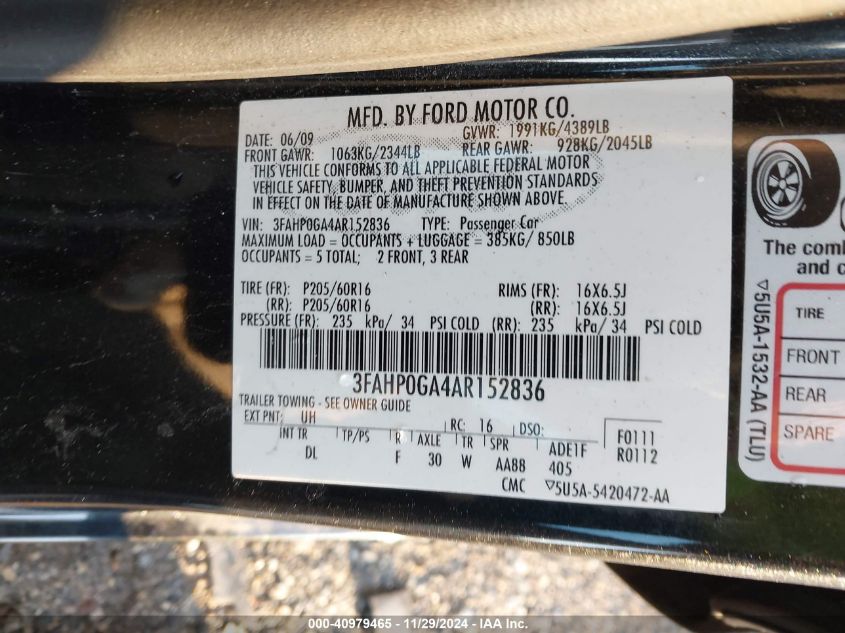 MFD. BY FORD MOTOR CO.
DATE: 06/09 GVWR: 1991KG/4389LB
FRONT GAWR: 1063KG/2344LB REAR GAWR: 928KG/2045LB
THIS VEHICLE CONFORMS TO ALL APPLICABLE FEDERAL MOTOR
VEHICLE SAFETY, BUMPER, AND THEFT PREVENTION STANDARDS
IN EFFECT ON THE DATE OF MANUFACTURE SHOWN ABOVE.
VIN: 3FAHP0GA4AR152836 TYPE: Passenger Car
MAXIMUM LOAD = OCCUPANTS + LUGGAGE = 385KG/ 850LB
OCCUPANTS = 5 TOTAL; 2 FRONT, 3 REAR
TIRE (FR): P205/60R16 RIMS (FR): 16X6.5J
(RR): P205/60R16 (RR): 16X6.5J
PRESSURE (FR): 235 kPa/ 34 PSI COLD (RR): 235 kPa/ 34 PSI COLD
3FAHP0GA4AR152836
TRAILER TOWING - SEE OWNER GUIDE
EXT PNT: UH RC: 16 DSO: F0111
INT TR TP/PS R AXLE TR SPR ADE1F R0112
DL F 30 W AA88 405
CMC ▽5U5A-5420472-AA
The comb
and c
TIRE
FRONT
REAR
SPARE
▽5U5A-1532-AA (TLU)
000-40979465 - 11/29/2024 - IAA Inc.